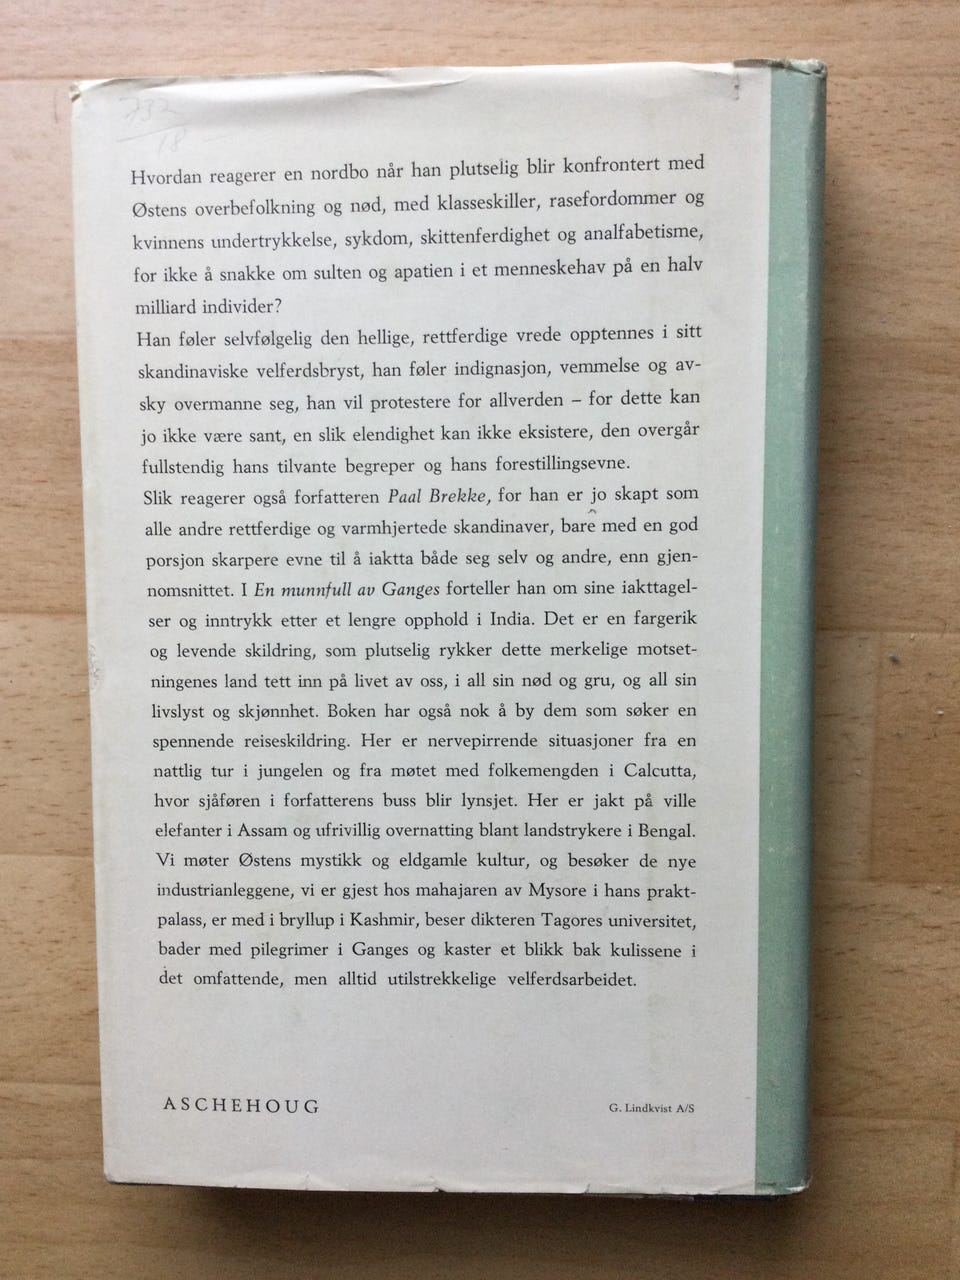 732
18
Hvordan reagerer en nordbo når han plutselig blir konfrontert med
Østens overbefolkning og nød, med klasseskiller, rasefordommer og
kvinnens undertrykkelse, sykdom, skittenferdighet og analfabetisme,
for ikke å snakke om sulten og apatien i et menneskehav på en halv
milliard individer?
Han føler selvfølgelig den hellige, rettferdige vrede opptennes i sitt
skandinaviske velferdsbryst, han føler indignasjon, vemmelse og av-
sky overmanne seg, han vil protestere for allverden – for dette kan
jo ikke være sant, en slik elendighet kan ikke eksistere, den overgår
fullstendig hans tilvante begreper og hans forestillingsevne.
Slik reagerer også forfatteren Paal Brekke, for han er jo skapt som
alle andre rettferdige og varmhjertede skandinaver, bare med en god
porsjon skarpere evne til å iaktta både seg selv og andre, enn gjen-
nomsnittet. I En munnfull av Ganges forteller han om sine iakttagel-
ser og inntrykk etter et lengre opphold i India. Det er en fargerik
og levende skildring, som plutselig rykker dette merkelige motset-
ningenes land tett inn på livet av oss, i all sin nød og gru, og all sin
livslyst og skjønnhet. Boken har også nok å by dem som søker en
spennende reiseskildring. Her er nervepirrende situasjoner fra en
nattlig tur i jungelen og fra møtet med folkemengden i Calcutta,
hvor sjåføren i forfatterens buss blir lynsjet. Her er jakt på ville
elefanter i Assam og ufrivillig overnatting blant landstrykere i Bengal.
Vi møter Østens mystikk og eldgamle kultur, og besøker de nye
industrianleggene, vi er gjest hos mahajaren av Mysore i hans prakt-
palass, er med i bryllup i Kashmir, beser dikteren Tagores universitet,
bader med pilegrimer i Ganges og kaster et blikk bak kulissene i
det omfattende, men alltid utilstrekkelige velferdsarbeidet.
ASCHEHOUG
G. Lindkvist A/S